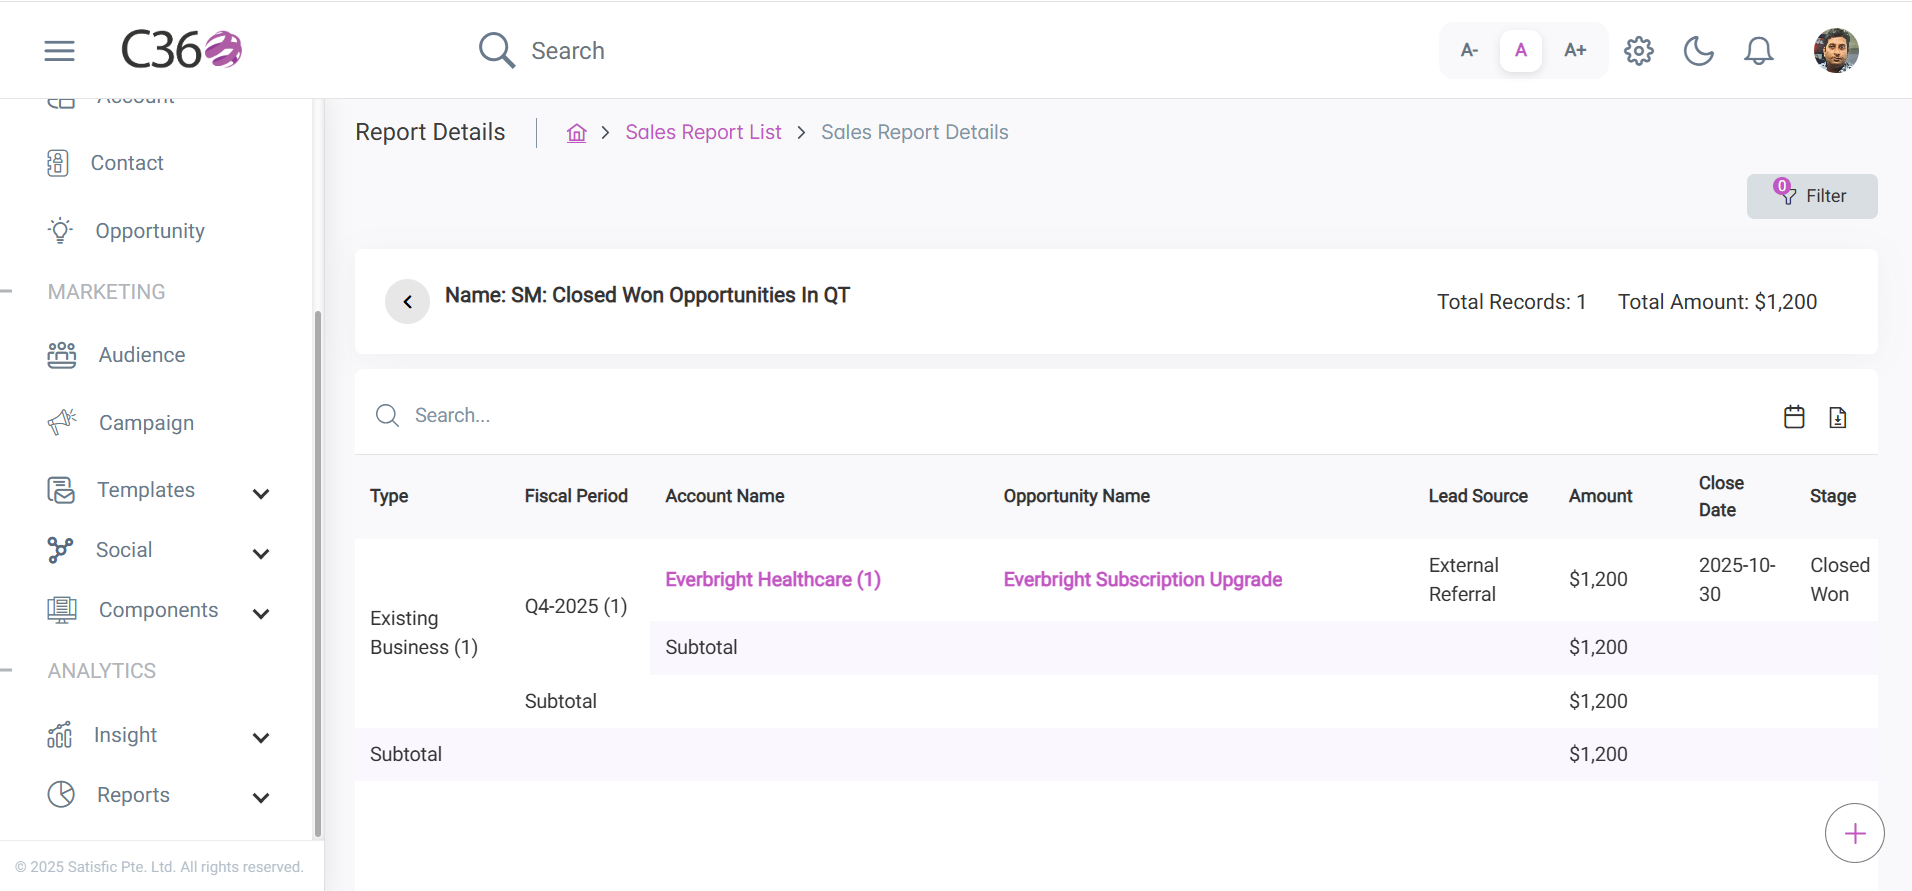 C360
Search
A-
A
A+
Account
Contact
Opportunity
MARKETING
Audience
Campaign
Templates
Social
Components
ANALYTICS
Insight
Reports
© 2025 Satisfic Pte. Ltd. All rights reserved.
Report Details
Sales Report List
Sales Report Details
0
Filter
Name: SM: Closed Won Opportunities In QT
Total Records: 1
Total Amount: $1,200
Search...
Type
Fiscal Period
Account Name
Opportunity Name
Lead Source
Amount
Close
Date
Stage
Existing
Business (1)
Q4-2025 (1)
Everbright Healthcare (1)
Everbright Subscription Upgrade
External
Referral
$1,200
2025-10-
30
Closed
Won
Subtotal
$1,200
Subtotal
$1,200
Subtotal
$1,200